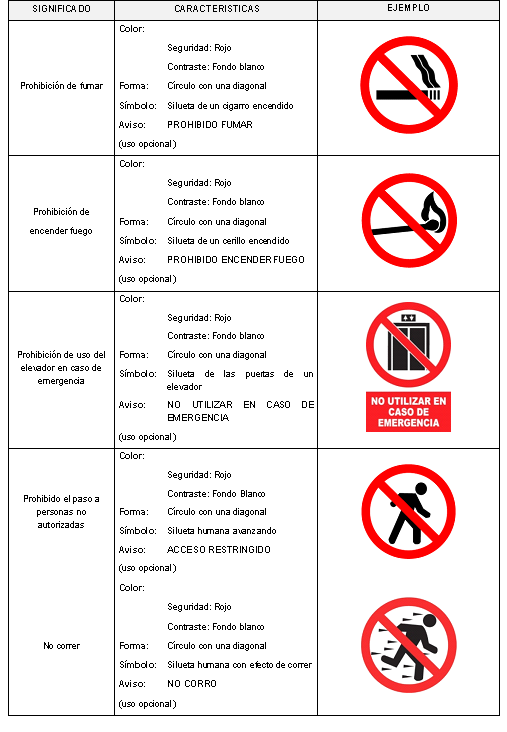 SIGNIFICADO CARACTERISTICAS EJEMPLO
Prohibición de fumar
Color:
Seguridad: Rojo
Contraste: Fondo blanco
Forma: Círculo con una diagonal
Símbolo: Silueta de un cigarro encendido
Aviso: PROHIBIDO FUMAR
(uso opcional)
Prohibición de
encender fuego
Color:
Seguridad: Rojo
Contraste: Fondo blanco
Forma: Círculo con una diagonal
Símbolo: Silueta de un cerillo encendido
Aviso: PROHIBIDO ENCENDER FUEGO
(uso opcional)
Prohibición de uso del
elevador en caso de
emergencia
Color:
Seguridad: Rojo
Contraste: Fondo blanco
Forma: Círculo con una diagonal
Símbolo: Silueta de las puertas de un
elevador
Aviso: NO UTILIZAR EN CASO DE
EMERGENCIA
(uso opcional)
NO UTILIZAR EN
CASO DE
EMERGENCIA
Prohibido el paso a
personas no
autorizadas
Color:
Seguridad: Rojo
Contraste: Fondo Blanco
Forma: Círculo con una diagonal
Símbolo: Silueta humana avanzando
Aviso: ACCESO RESTRINGIDO
(uso opcional)
No correr
Color:
Seguridad: Rojo
Contraste: Fondo blanco
Forma: Círculo con una diagonal
Símbolo: Silueta humana con efecto de correr
Aviso: NO CORRO
(uso opcional)